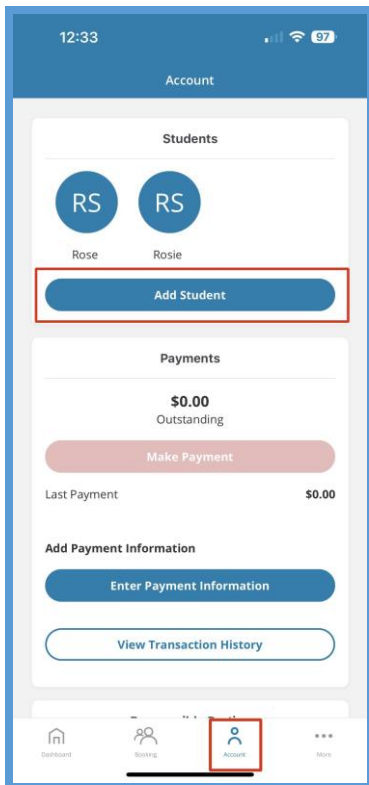 12:33
97
Account
Students
RS RS
Rose Rosie
Add Student
Payments
$0.00
Outstanding
Make Payment
Last Payment $0.00
Add Payment Information
Enter Payment Information
View Transaction History
Dashboard Booking Account More